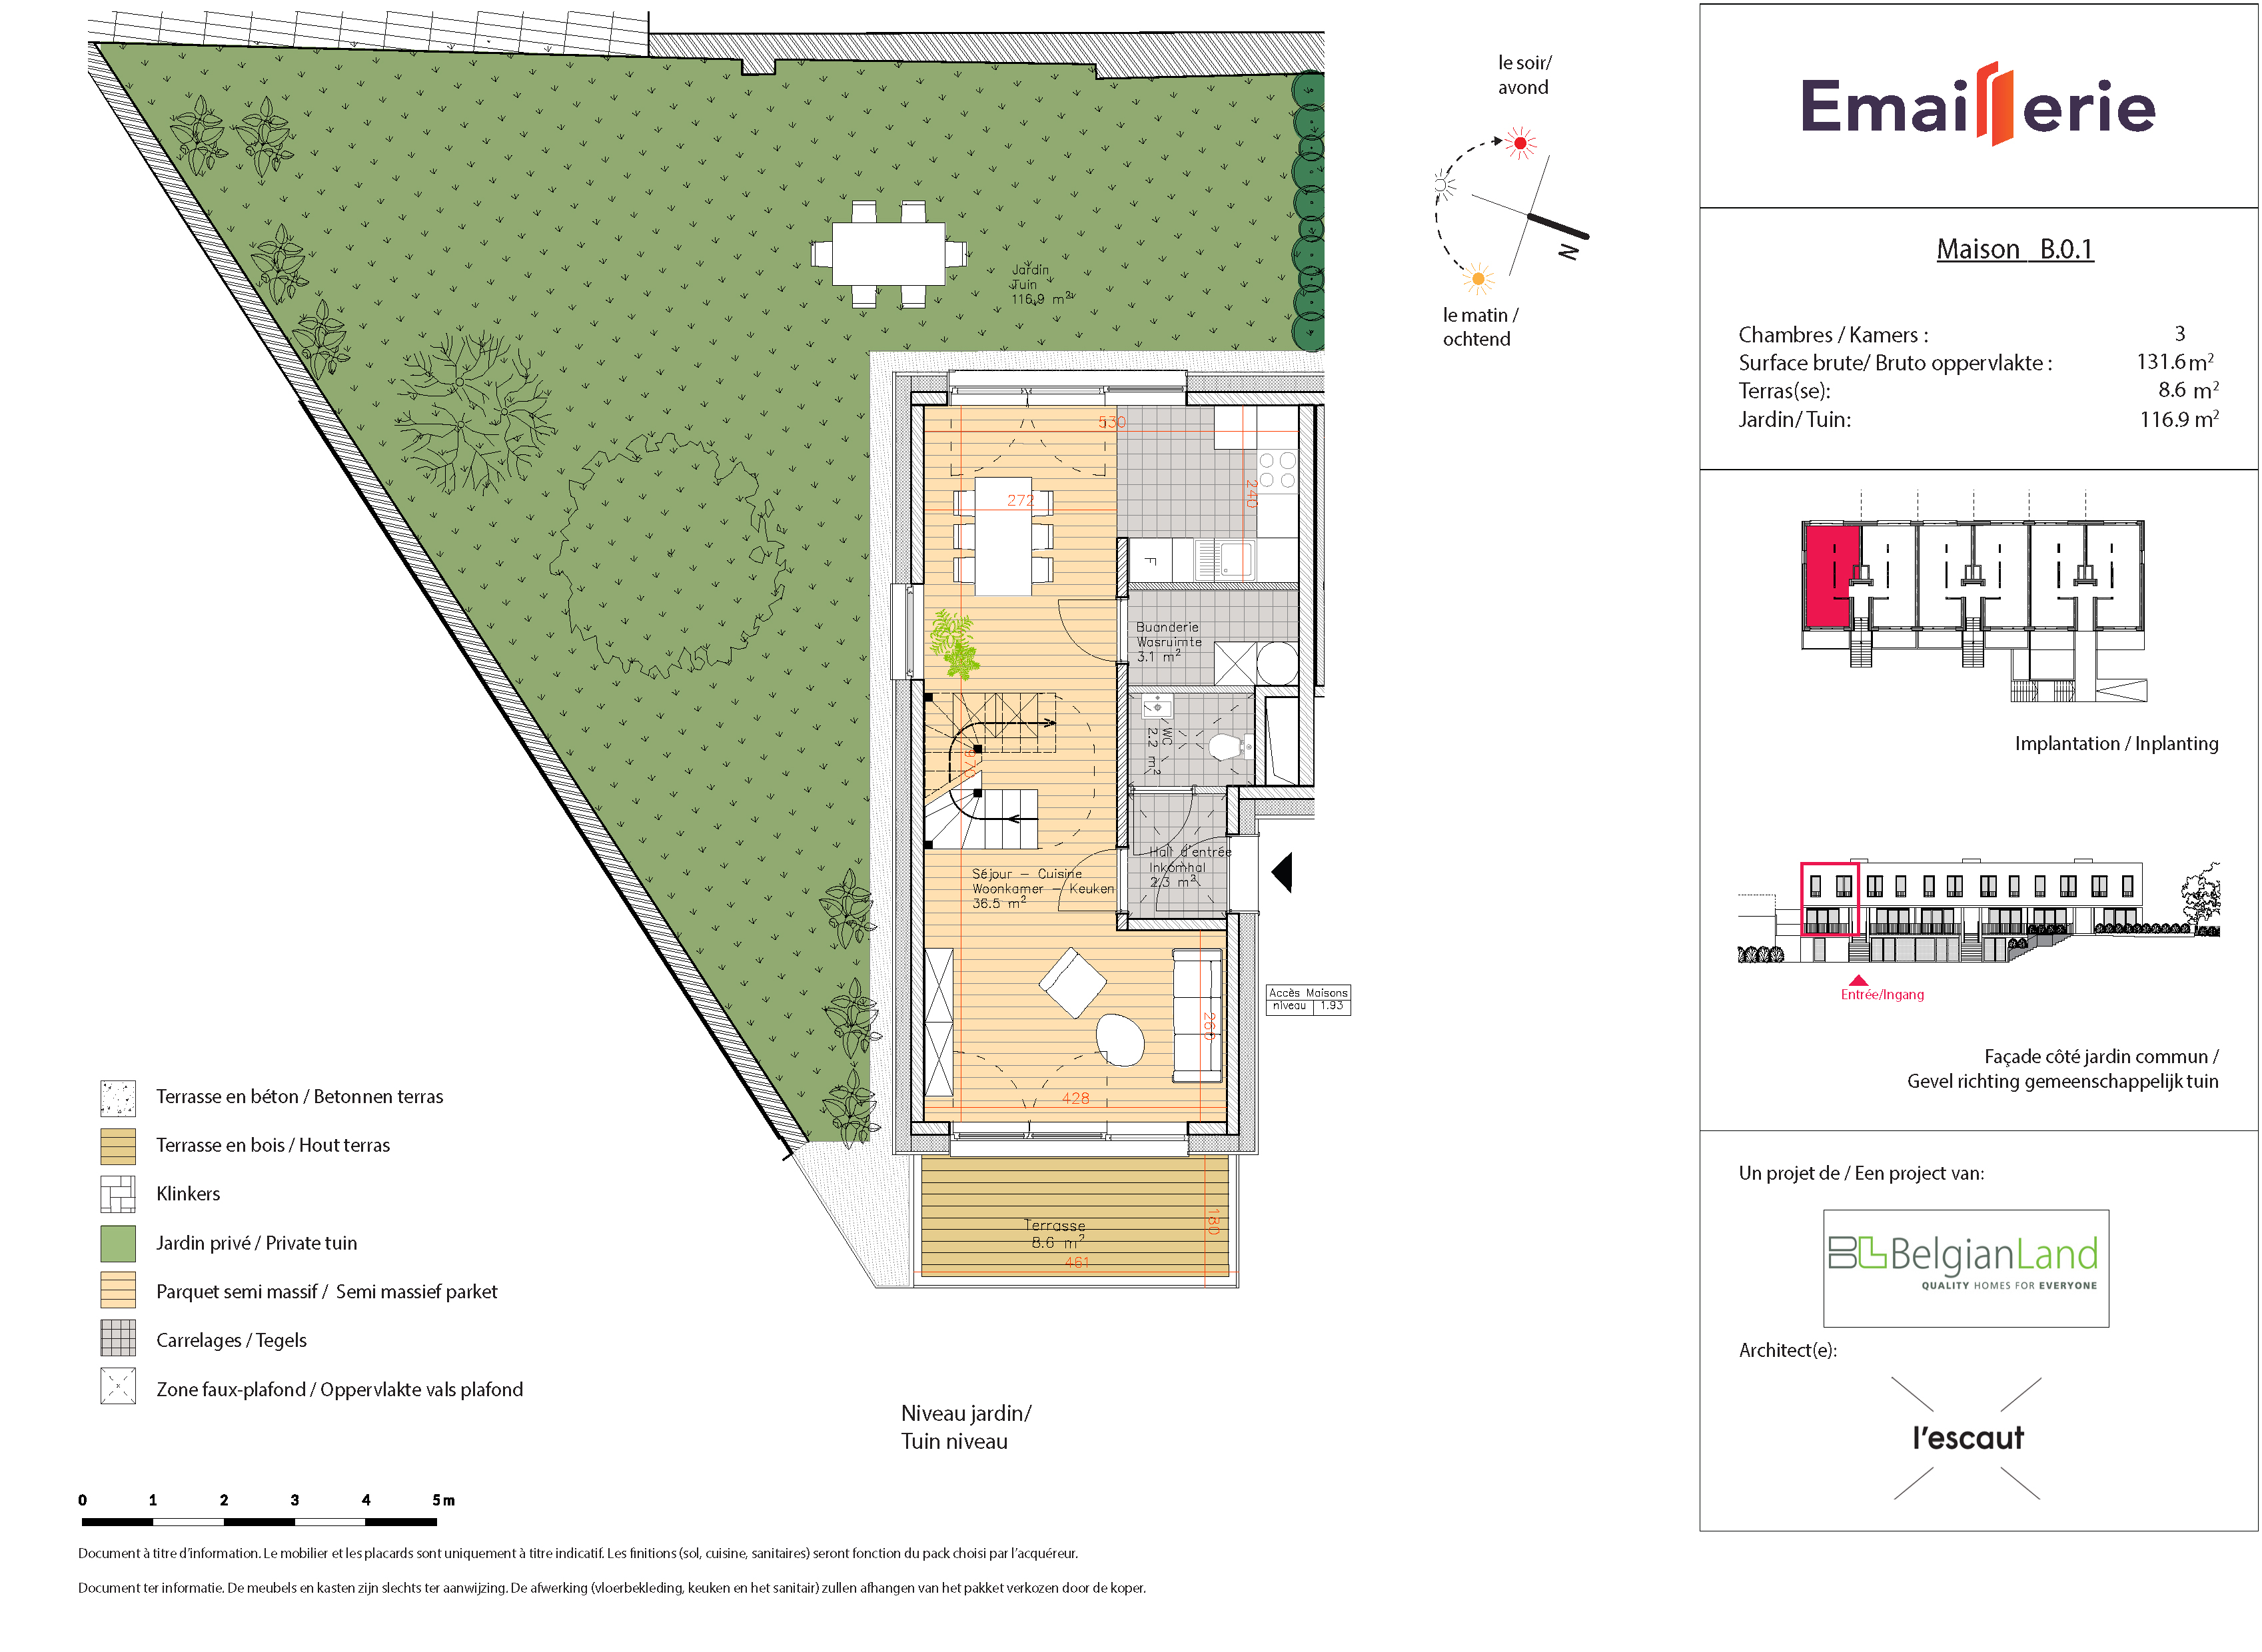 le soir/
avond
N
le matin /
ochtend
Emaillerie
Maison B.0.1
Chambres / Kamers : 3
Surface brute/ Bruto oppervlakte : 131.6 m²
Terras(se): 8.6 m²
Jardin/ Tuin: 116.9 m²
Jardin
Tuin
116.9 m²
530
272
240
F
Buanderie
Wasruimte
3.1 m²
WC
2.2 m²
970
Hall d'entrée
Inkomhal
2.3 m²
Séjour – Cuisine
Woonkamer – Keuken
36.5 m²
260
428
Accès Maisons
niveau 1.93
Terrasse
8.6 m²
180
461
Implantation / Inplanting
Entrée/Ingang
Façade côté jardin commun /
Gevel richting gemeenschappelijk tuin
Un projet de / Een project van:
BL BelgianLand
QUALITY HOMES FOR EVERYONE
Architect(e):
l'escaut
Terrasse en béton / Betonnen terras
Terrasse en bois / Hout terras
Klinkers
Jardin privé / Private tuin
Parquet semi massif / Semi massief parket
Carrelages / Tegels
Zone faux-plafond / Oppervlakte vals plafond
Niveau jardin/
Tuin niveau
0 1 2 3 4 5 m
Document à titre d'information. Le mobilier et les placards sont uniquement à titre indicatif. Les finitions (sol, cuisine, sanitaires) seront fonction du pack choisi par l'acquéreur.
Document ter informatie. De meubels en kasten zijn slechts ter aanwijzing. De afwerking (vloerbekleding, keuken en het sanitair) zullen afhangen van het pakket verkozen door de koper.